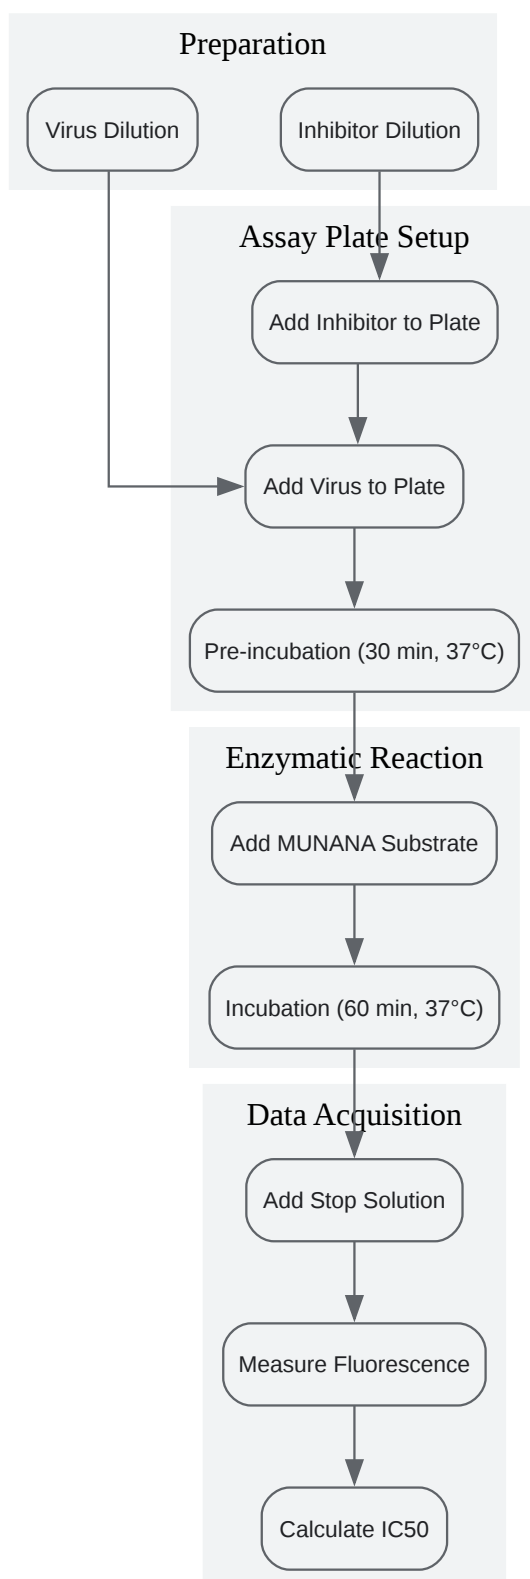 Preparation
Virus Dilution
Inhibitor Dilution
Assay Plate Setup
Add Inhibitor to Plate
Add Virus to Plate
Pre-incubation (30 min, 37°C)
Enzymatic Reaction
Add MUNANA Substrate
Incubation (60 min, 37°C)
Data Acquisition
Add Stop Solution
Measure Fluorescence
Calculate IC50